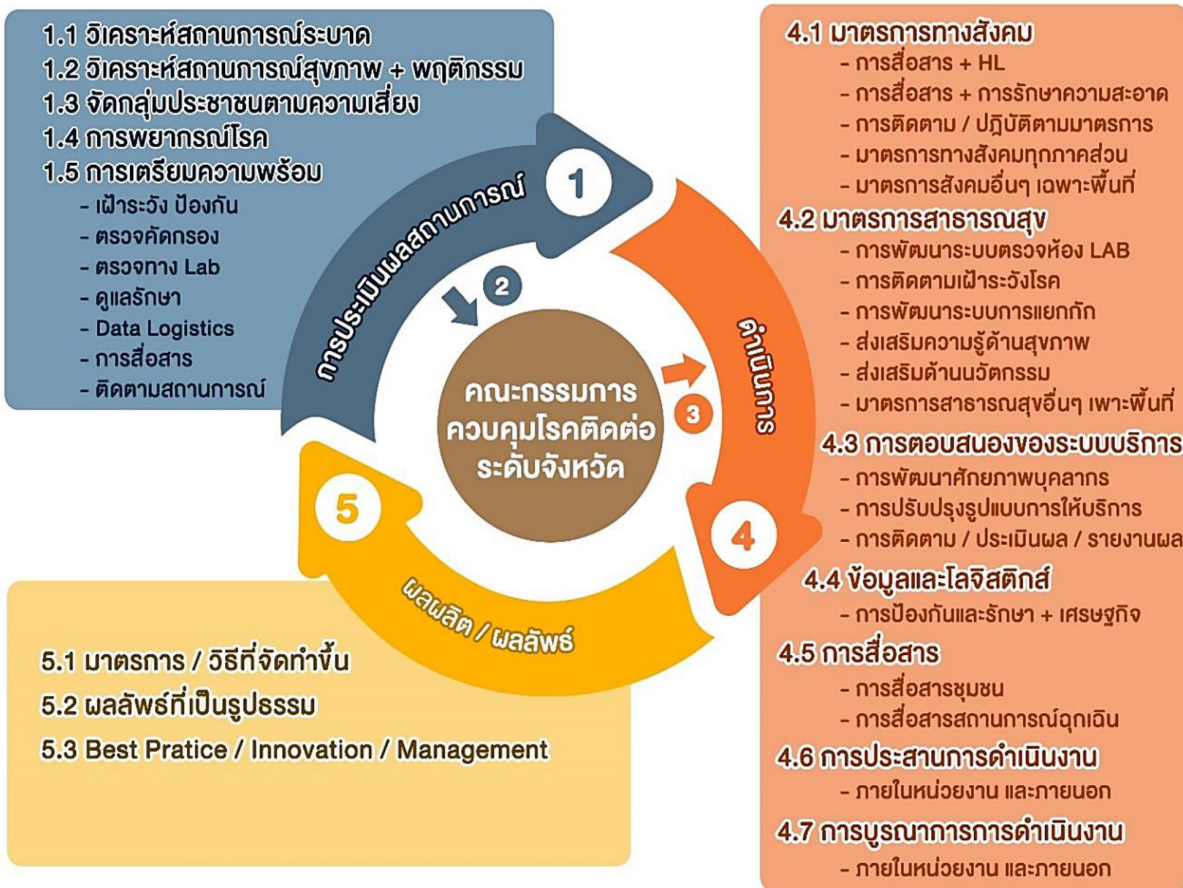 1.1 วิเคราะห์สถานการณ์ระบาด
1.2 วิเคราะห์สถานการณ์สุขภาพ + พฤติกรรม
1.3 จัดกลุ่มประชาชนตามความเสี่ยง
1.4 การพยากรณ์โรค
1.5 การเตรียมความพร้อม
- เฝ้าระวัง ป้องกัน
- ตรวจคัดกรอง
- ตรวจทาง Lab
- ดูแลรักษา
- Data Logistics
- การสื่อสาร
- ติดตามสถานการณ์
การประเมินผลสถานการณ์
1
2
คณะกรรมการ
ควบคุมโรคติดต่อ
ระดับจังหวัด
3
ดำเนินการ
4
4.1 มาตรการทางสังคม
- การสื่อสาร + HL
- การสื่อสาร + การรักษาความสะอาด
- การติดตาม / ปฏิบัติตามมาตรการ
- มาตรการทางสังคมทุกภาคส่วน
- มาตรการสังคมอื่นๆ เฉพาะพื้นที่
4.2 มาตรการสาธารณสุข
- การพัฒนาระบบตรวจห้อง LAB
- การติดตามเฝ้าระวังโรค
- การพัฒนาระบบการแยกกัก
- ส่งเสริมความรู้ด้านสุขภาพ
- ส่งเสริมด้านนวัตกรรม
- มาตรการสาธารณสุขอื่นๆ เพาะพื้นที่
4.3 การตอบสนองของระบบบริการ
- การพัฒนาศักยภาพบุคลากร
- การปรับปรุงรูปแบบการให้บริการ
- การติดตาม / ประเมินผล / รายงานผล
4.4 ข้อมูลและโลจิสติกส์
- การป้องกันและรักษา + เศรษฐกิจ
4.5 การสื่อสาร
- การสื่อสารชุมชน
- การสื่อสารสถานการณ์ฉุกเฉิน
4.6 การประสานการดำเนินงาน
- ภายในหน่วยงาน และภายนอก
4.7 การบูรณาการการดำเนินงาน
- ภายในหน่วยงาน และภายนอก
5
ผลผลิต / ผลลัพธ์
5.1 มาตรการ / วิธีที่จัดทำขึ้น
5.2 ผลลัพธ์ที่เป็นรูปธรรม
5.3 Best Pratice / Innovation / Management